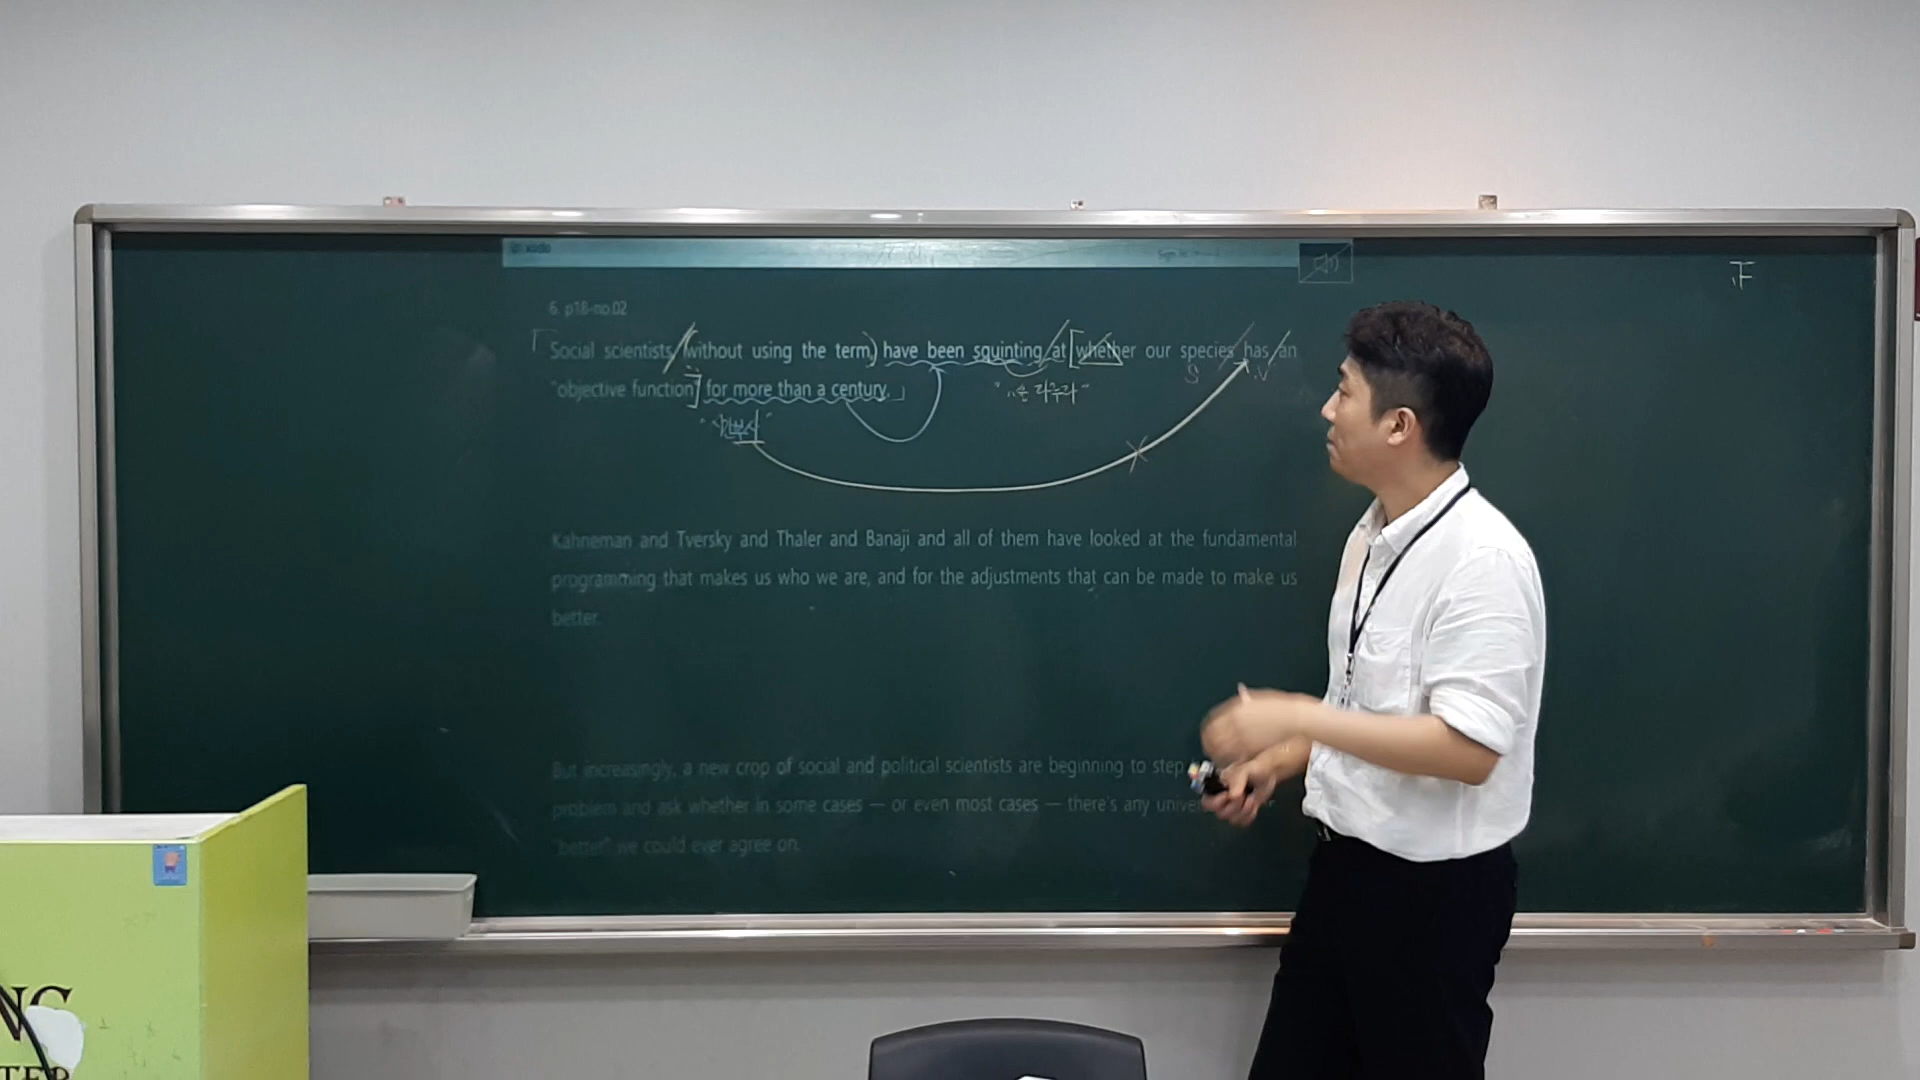 正
6. p18-no.02
Social scientists (without using the term,) have been squinting at [whether our species has an
"objective function"] for more than a century.
S V
Kahneman and Tversky and Thaler and Banaji and all of them have looked at the fundamental
programming that makes us who we are, and for the adjustments that can be made to make us
better.
But increasingly, a new crop of social and political scientists are beginning to step
problem and ask whether in some cases — or even most cases — there's any
"better" we could ever agree on.